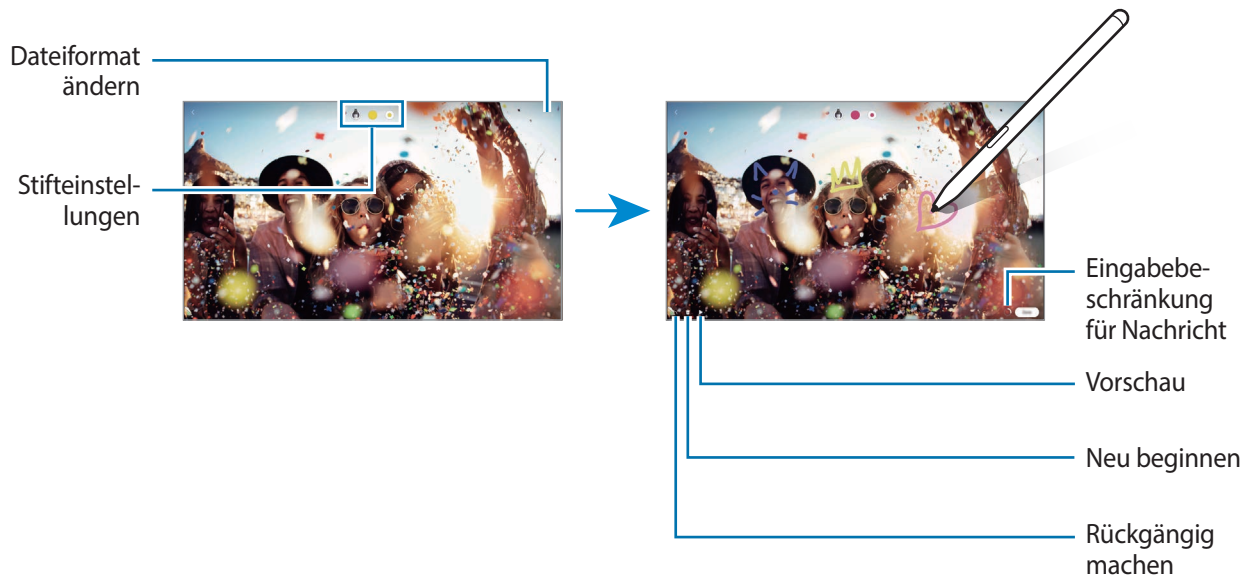 Dateiformat
ändern
Stifteinstel-
lungen
Eingabebe-
schränkung
für Nachricht
Vorschau
Neu beginnen
Rückgängig
machen